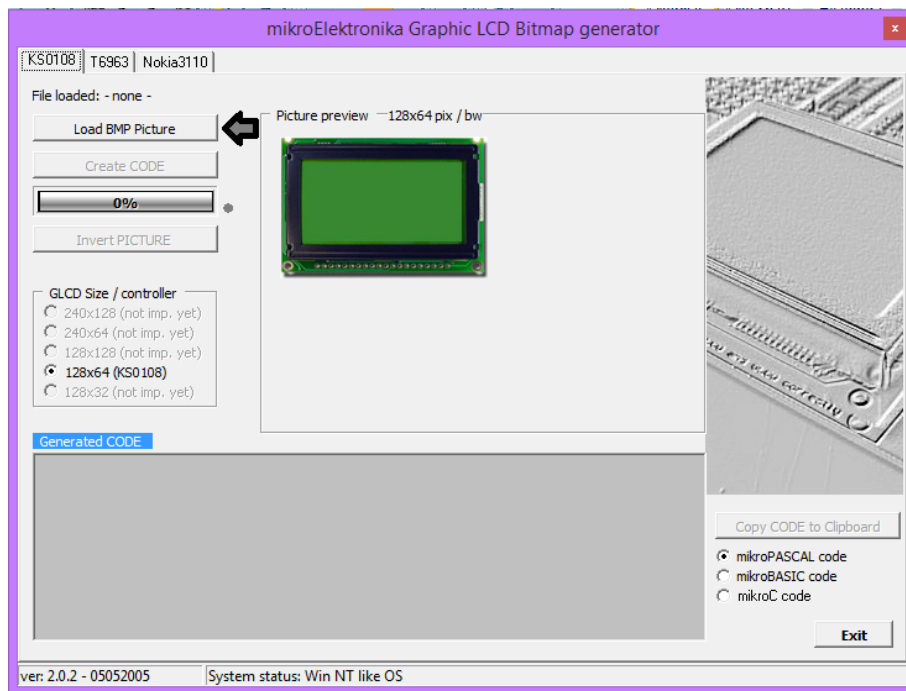 mikroElektronika Graphic LCD Bitmap generator
x
KS0108 T6963 Nokia3110
File loaded: - none -
Load BMP Picture
Picture preview 128x64 pix / bw
Create CODE
0%
Invert PICTURE
GLCD Size / controller
240x128 (not imp. yet)
240x64 (not imp. yet)
128x128 (not imp. yet)
128x64 (KS0108)
128x32 (not imp. yet)
Generated CODE
Copy CODE to Clipboard
mikroPASCAL code
mikroBASIC code
mikroC code
Exit
ver: 2.0.2 - 05052005
System status: Win NT like OS